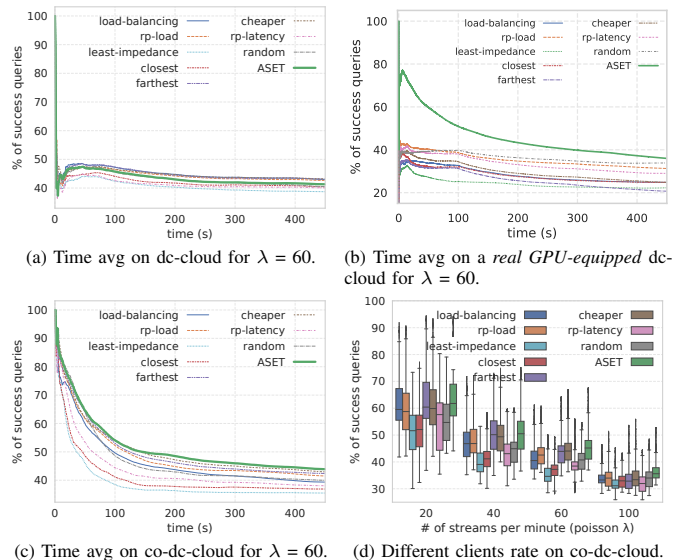 100
90
80
70
60
50
40
% of success queries
load-balancing
rp-load
least-impedance
closest
farthest
cheaper
rp-latency
random
ASET
0 100 200 300 400
time (s)
(a) Time avg on dc-cloud for λ = 60.
100
80
60
40
20
% of success queries
load-balancing
rp-load
least-impedance
closest
farthest
cheaper
rp-latency
random
ASET
0 100 200 300 400
time (s)
(b) Time avg on a real GPU-equipped dc-
cloud for λ = 60.
100
90
80
70
60
50
40
% of success queries
load-balancing
rp-load
least-impedance
closest
farthest
cheaper
rp-latency
random
ASET
0 100 200 300 400
time (s)
(c) Time avg on co-dc-cloud for λ = 60.
100
90
80
70
60
50
40
30
% of success queries
load-balancing
rp-load
least-impedance
closest
farthest
cheaper
rp-latency
random
ASET
20 40 60 80 100
# of streams per minute (poisson λ)
(d) Different clients rate on co-dc-cloud.